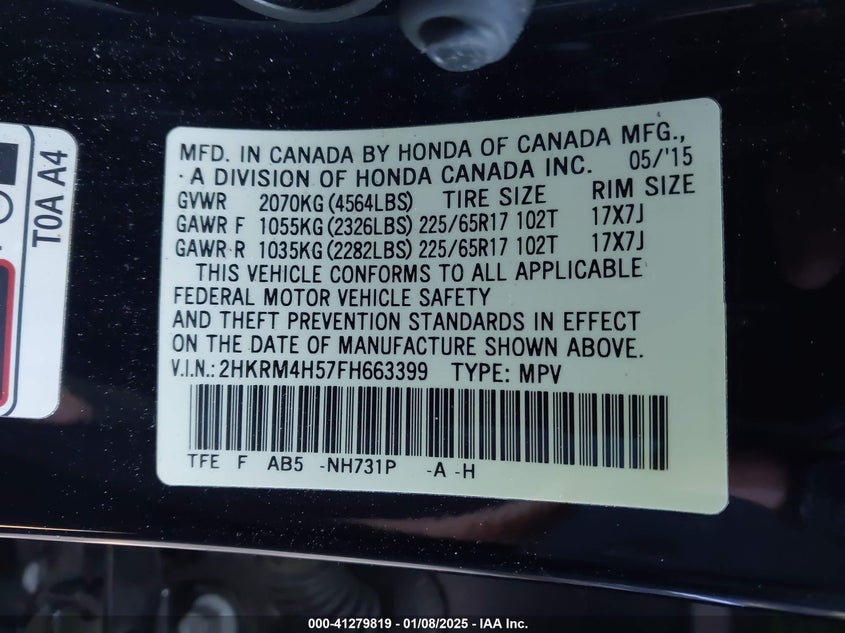 MFD. IN CANADA BY HONDA OF CANADA MFG.,
A DIVISION OF HONDA CANADA INC. 05/'15
GVWR 2070KG (4564LBS) TIRE SIZE RIM SIZE
GAWR F 1055KG (2326LBS) 225/65R17 102T 17X7J
GAWR R 1035KG (2282LBS) 225/65R17 102T 17X7J
THIS VEHICLE CONFORMS TO ALL APPLICABLE
FEDERAL MOTOR VEHICLE SAFETY
AND THEFT PREVENTION STANDARDS IN EFFECT
ON THE DATE OF MANUFACTURE SHOWN ABOVE.
V.I.N.: 2HKRM4H57FH663399 TYPE: MPV
TFE F AB5 -NH731P -A -H
T0A A4
000-41279819 - 01/08/2025 - IAA Inc.